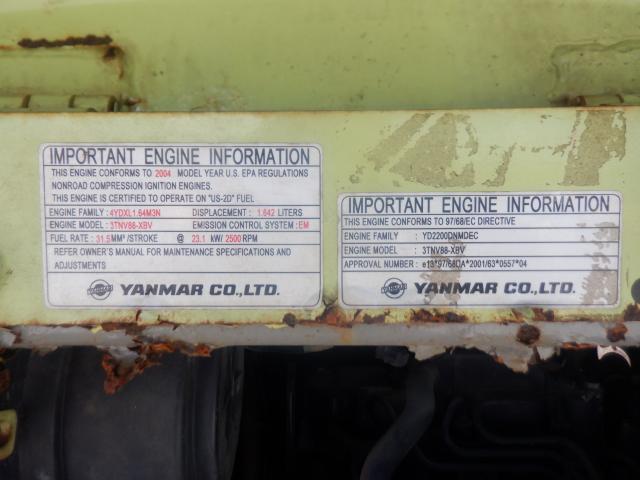 IMPORTANT ENGINE INFORMATION
THIS ENGINE CONFORMS TO 2004 MODEL YEAR U.S. EPA REGULATIONS
NONROAD COMPRESSION IGNITION ENGINES.
THIS ENGINE IS CERTIFIED TO OPERATE ON "US-2D" FUEL
ENGINE FAMILY : 4YDXL1.64M3N DISPLACEMENT : 1.642 LITERS
ENGINE MODEL : 3TNV88-XBV EMISSION CONTROL SYSTEM : EM
FUEL RATE : 31.5 MM³/STROKE @ 23.1 kW/ 2500 RPM
REFER OWNER'S MANUAL FOR MAINTENANCE SPECIFICATIONS AND
ADJUSTMENTS
YANMAR
YANMAR CO.,LTD.
IMPORTANT ENGINE INFORMATION
THIS ENGINE CONFORMS TO 97/68/EC DIRECTIVE
ENGINE FAMILY : YD2200DNMDEC
ENGINE MODEL : 3TNV88-XBV
APPROVAL NUMBER : e13*97/68DA*2001/63*0557*04
YANMAR
YANMAR CO.,LTD.